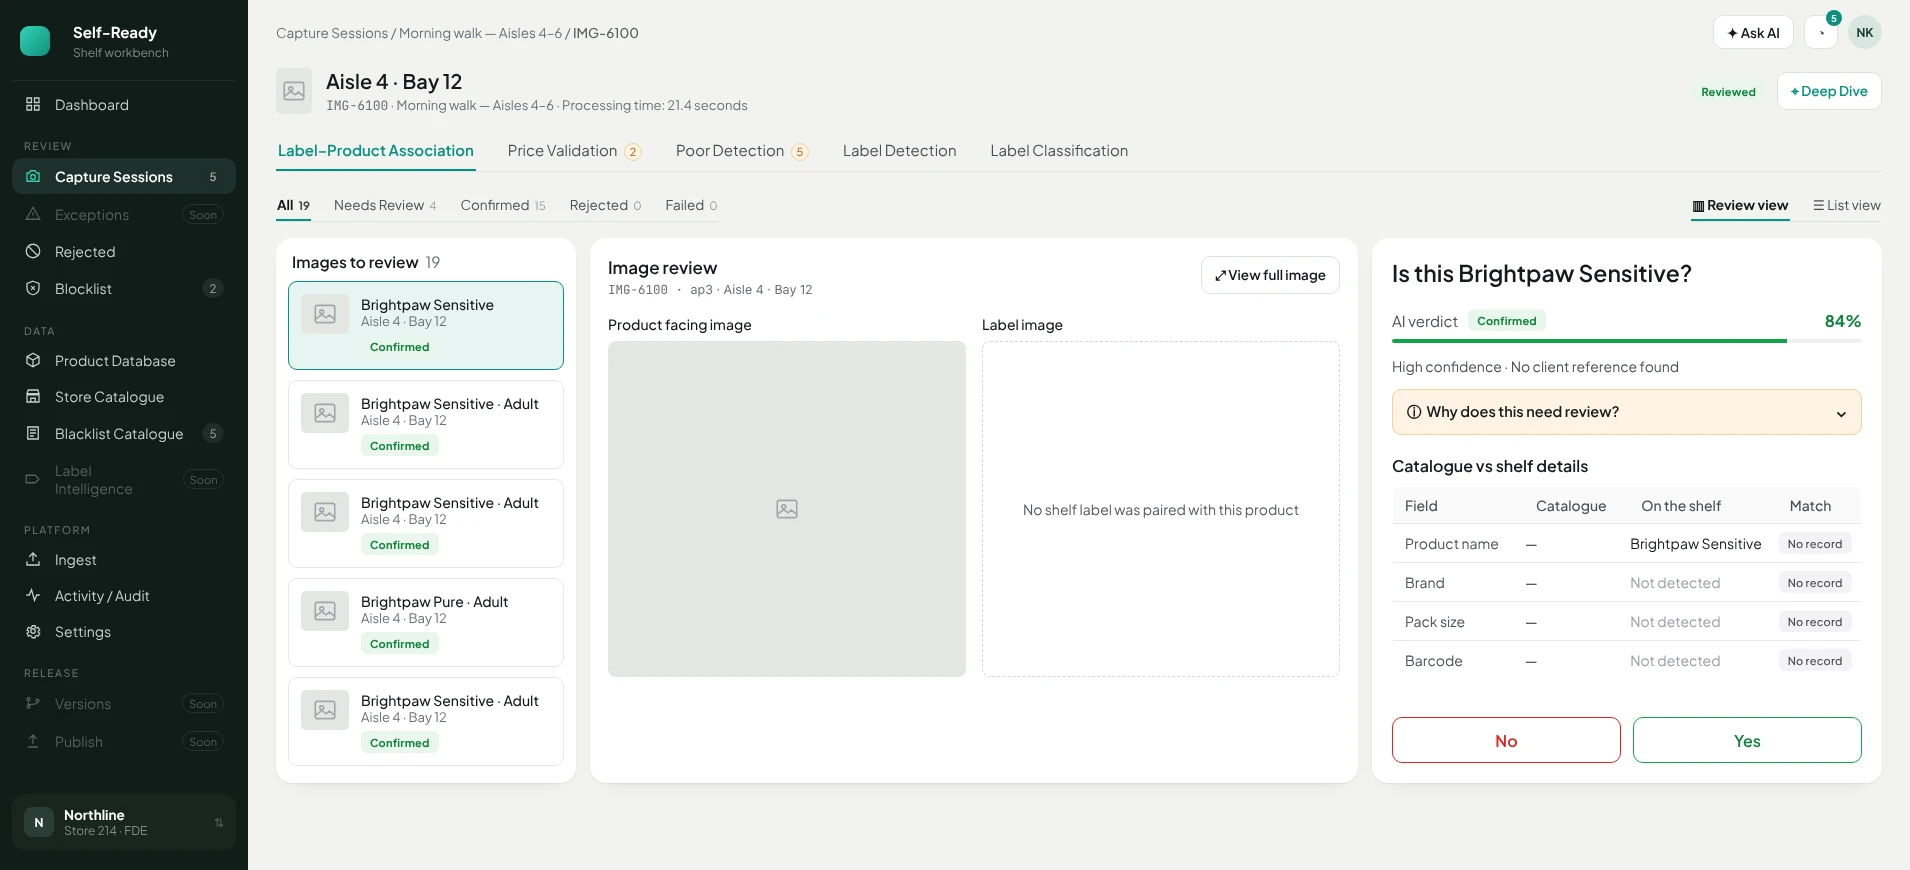 Self-Ready
Shelf workbench
Dashboard
REVIEW
Capture Sessions 5
Exceptions Soon
Rejected
Blocklist 2
DATA
Product Database
Store Catalogue
Blacklist Catalogue 5
Label
Intelligence Soon
PLATFORM
Ingest
Activity / Audit
Settings
RELEASE
Versions Soon
Publish Soon
N Northline
Store 214 · FDE
Capture Sessions / Morning walk — Aisles 4–6 / IMG-6100
✦ Ask AI 5 NK
Aisle 4 · Bay 12
IMG-6100 · Morning walk — Aisles 4–6 · Processing time: 21.4 seconds
Reviewed
⌖ Deep Dive
Label–Product Association Price Validation 2 Poor Detection 5 Label Detection Label Classification
All 19 Needs Review 4 Confirmed 15 Rejected 0 Failed 0
▥ Review view ☰ List view
Images to review 19
Brightpaw Sensitive
Aisle 4 · Bay 12
Confirmed
Brightpaw Sensitive · Adult
Aisle 4 · Bay 12
Confirmed
Brightpaw Sensitive · Adult
Aisle 4 · Bay 12
Confirmed
Brightpaw Pure · Adult
Aisle 4 · Bay 12
Confirmed
Brightpaw Sensitive · Adult
Aisle 4 · Bay 12
Confirmed
Image review
IMG-6100 · ap3 · Aisle 4 · Bay 12
⤢ View full image
Product facing image
Label image
No shelf label was paired with this product
Is this Brightpaw Sensitive?
AI verdict Confirmed 84%
High confidence · No client reference found
ⓘ Why does this need review?
Catalogue vs shelf details
Field Catalogue On the shelf Match
Product name — Brightpaw Sensitive No record
Brand — Not detected No record
Pack size — Not detected No record
Barcode — Not detected No record
No
Yes